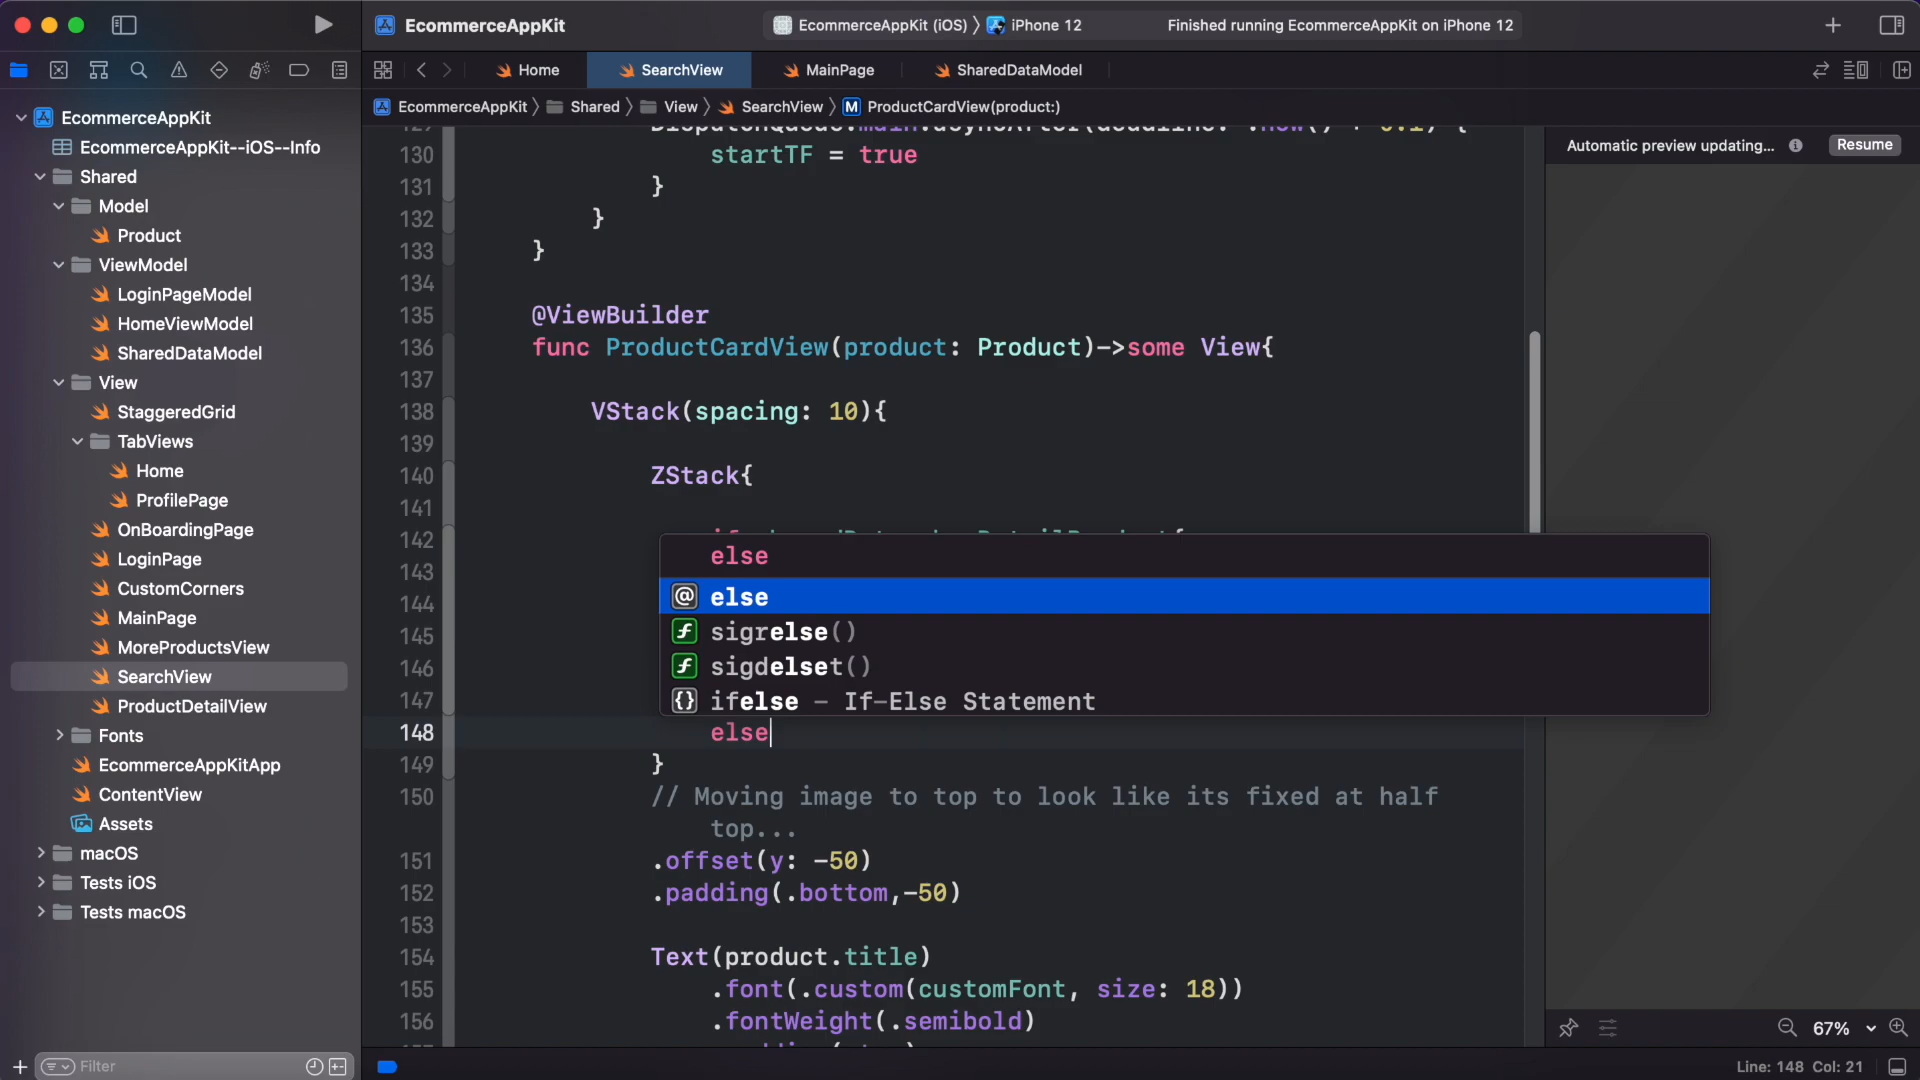 EcommerceAppKit
EcommerceAppKit (iOS) 〉 iPhone 12
Finished running EcommerceAppKit on iPhone 12
Home
SearchView
MainPage
SharedDataModel
EcommerceAppKit 〉 Shared 〉 View 〉 SearchView 〉 M ProductCardView(product:)
EcommerceAppKit
EcommerceAppKit--iOS--Info
Shared
Model
Product
ViewModel
LoginPageModel
HomeViewModel
SharedDataModel
View
StaggeredGrid
TabViews
Home
ProfilePage
OnBoardingPage
LoginPage
CustomCorners
MainPage
MoreProductsView
SearchView
ProductDetailView
Fonts
EcommerceAppKitApp
ContentView
Assets
macOS
Tests iOS
Tests macOS
Filter
130 startTF = true
131 }
132 }
133 }
134
135 @ViewBuilder
136 func ProductCardView(product: Product)->some View{
137
138 VStack(spacing: 10){
139
140 ZStack{
141
142
143
144
145
146
147
else
@ else
f sigrelse()
f sigdelset()
{} ifelse – If-Else Statement
148 else
149 }
150 // Moving image to top to look like its fixed at half
top...
151 .offset(y: -50)
152 .padding(.bottom,-50)
153
154 Text(product.title)
155 .font(.custom(customFont, size: 18))
156 .fontWeight(.semibold)
Automatic preview updating...
Resume
67%
Line: 148 Col: 21